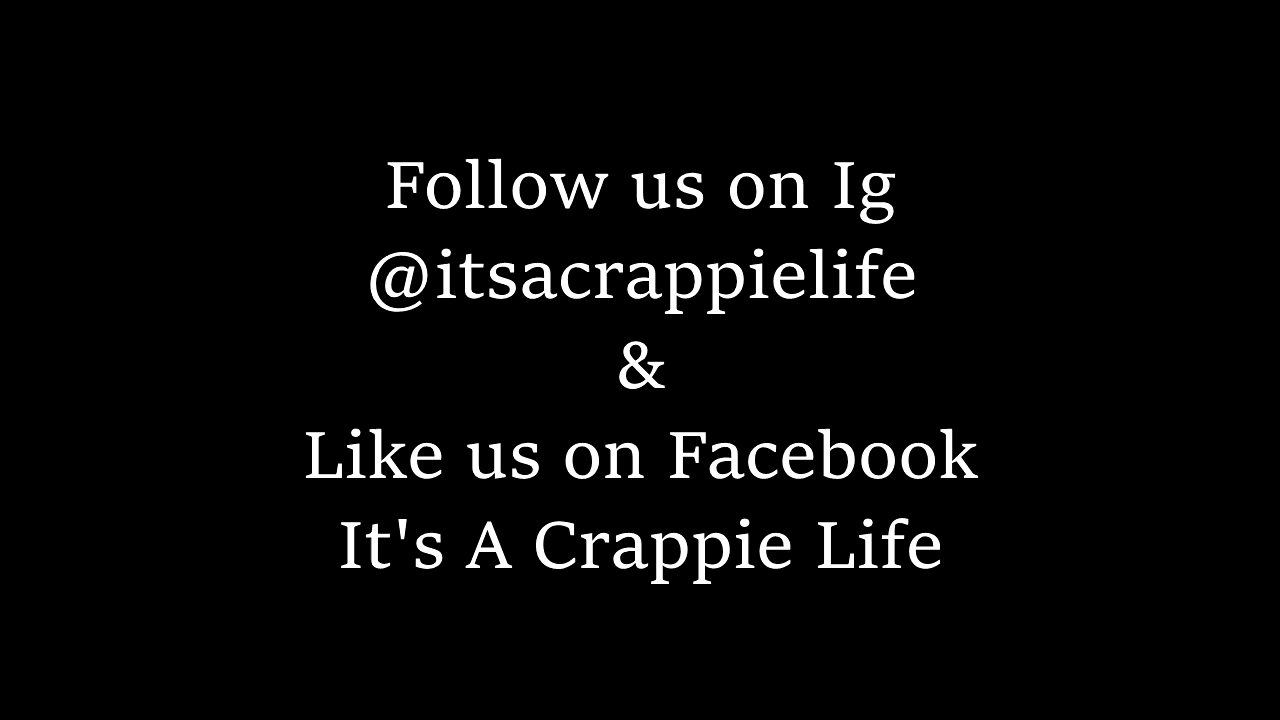 Follow us on Ig
@itsacrappielife
&
Like us on Facebook
It's A Crappie Life